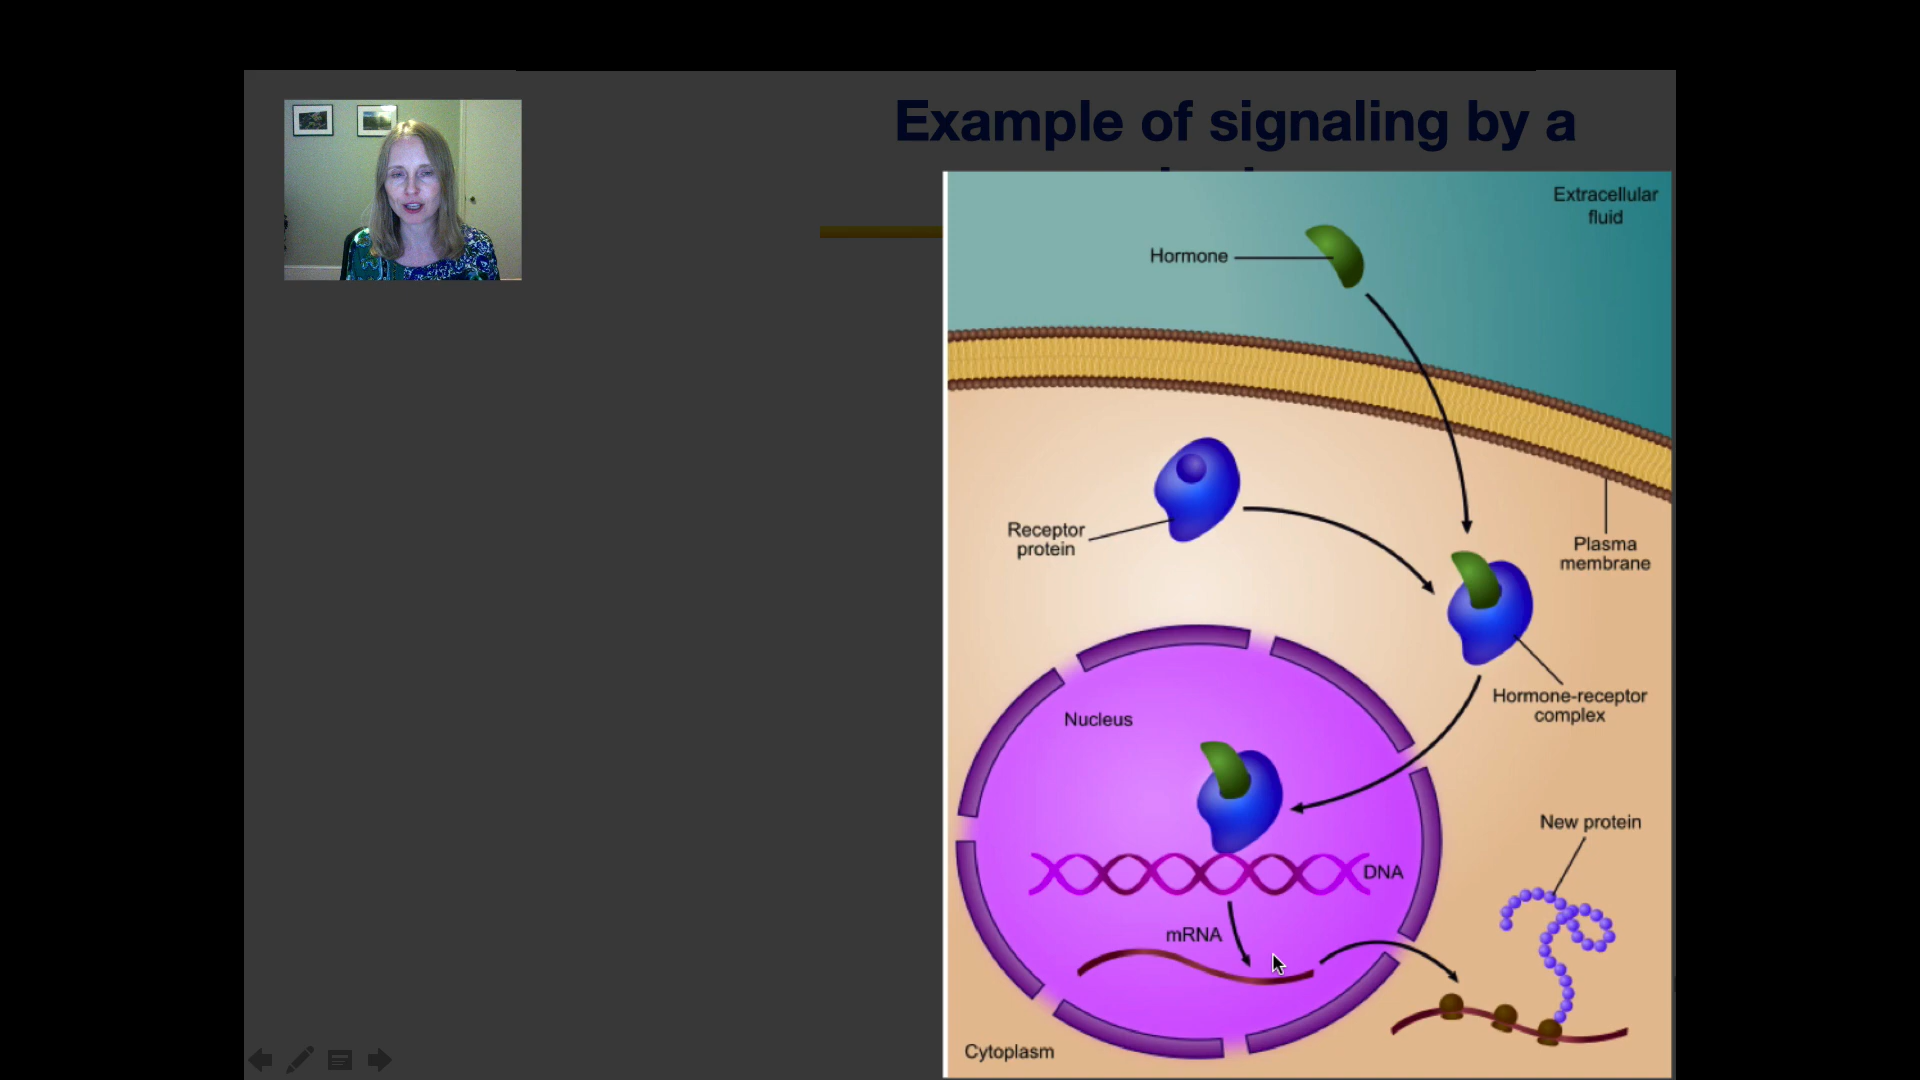 Example of signaling by a
Extracellular
fluid
Hormone
Receptor
protein
Plasma
membrane
Hormone-receptor
complex
Nucleus
New protein
DNA
mRNA
Cytoplasm